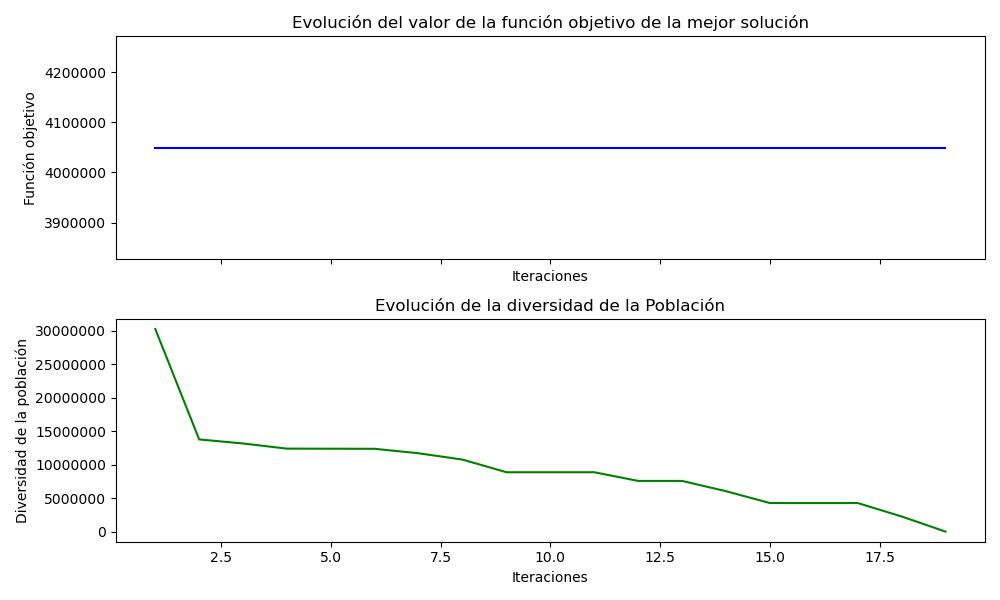 Evolución del valor de la función objetivo de la mejor solución
4200000
4100000
4000000
3900000
Función objetivo
Iteraciones
Evolución de la diversidad de la Población
30000000
25000000
20000000
15000000
10000000
5000000
0
Diversidad de la población
2.5 5.0 7.5 10.0 12.5 15.0 17.5
Iteraciones